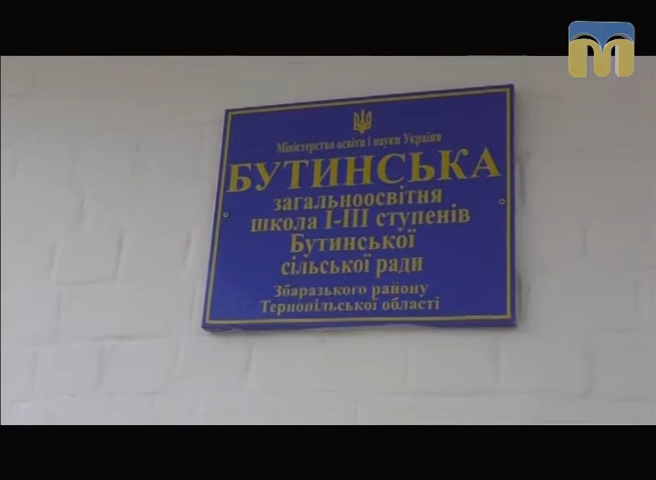 Міністерство освіти і науки України
БУТИНСЬКА
загальноосвітня
школа І-ІІІ ступенів
Бутинської
сільської ради
Збаразького району
Тернопільської області